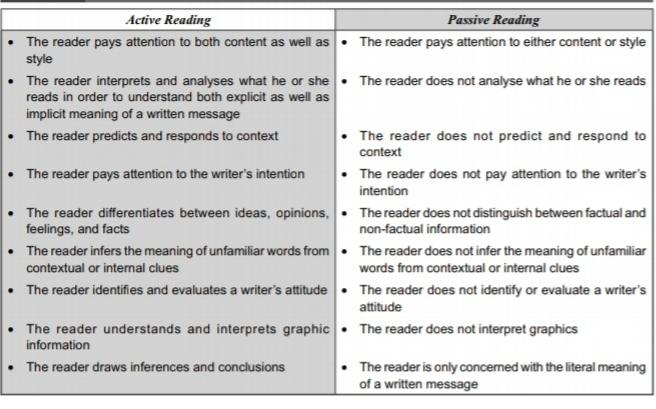 Active Reading
Passive Reading
• The reader pays attention to both content as well as
style
• The reader pays attention to either content or style
• The reader interprets and analyses what he or she
reads in order to understand both explicit as well as
implicit meaning of a written message
• The reader does not analyse what he or she reads
• The reader predicts and responds to context
• The reader does not predict and respond to
context
• The reader pays attention to the writer's intention
• The reader does not pay attention to the writer's
intention
• The reader differentiates between ideas, opinions,
feelings, and facts
• The reader does not distinguish between factual and
non-factual information
• The reader infers the meaning of unfamiliar words from
contextual or internal clues
• The reader does not infer the meaning of unfamiliar
words from contextual or internal clues
• The reader identifies and evaluates a writer's attitude
• The reader does not identify or evaluate a writer's
attitude
• The reader understands and interprets graphic
information
• The reader does not interpret graphics
• The reader draws inferences and conclusions
• The reader is only concerned with the literal meaning
of a written message